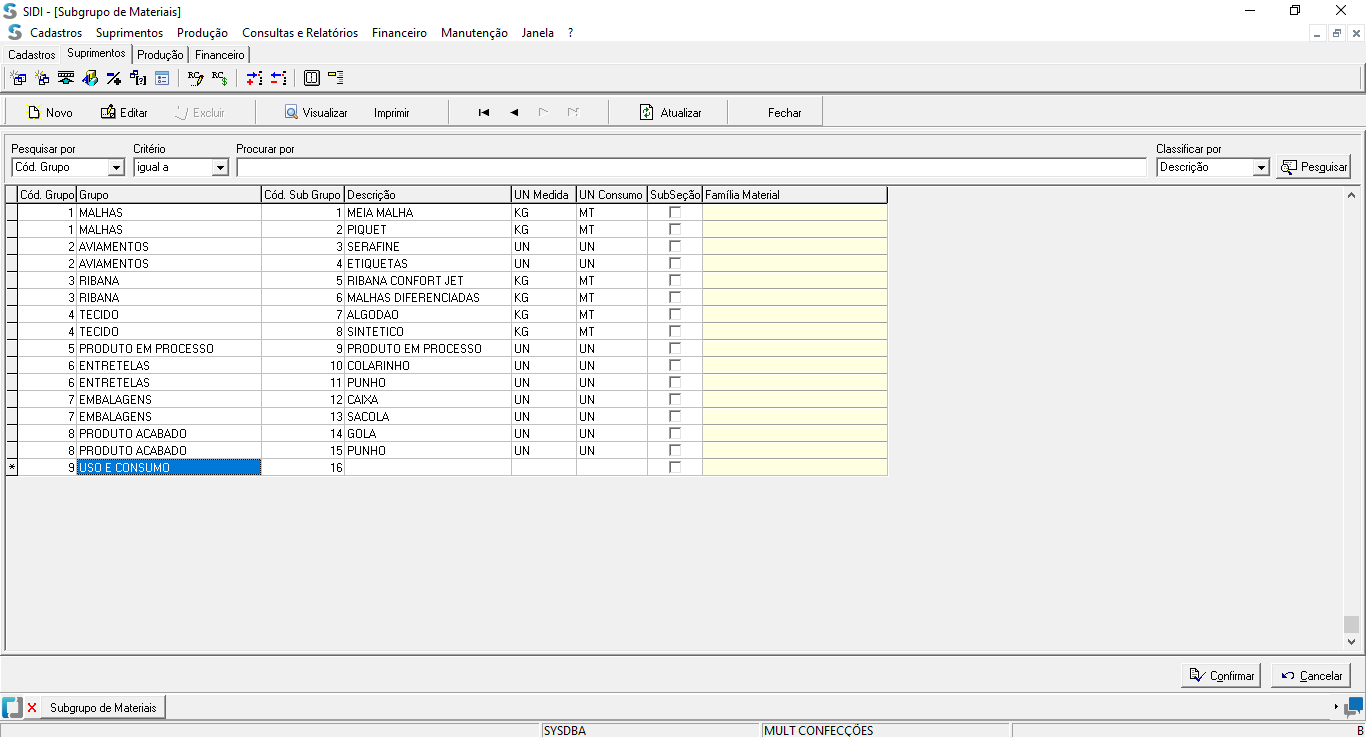 SIDI - [Subgrupo de Materiais]
Cadastros Suprimentos Produção Consultas e Relatórios Financeiro Manutenção Janela ?
Cadastros Suprimentos Produção Financeiro
Novo Editar Excluir Visualizar Imprimir Atualizar Fechar
Pesquisar por Critério Procurar por Classificar por
Cód. Grupo igual a Descrição Pesquisar
Cód. Grupo Grupo Cód. Sub Grupo Descrição UN Medida UN Consumo SubSeção Família Material
1 MALHAS 1 MEIA MALHA KG MT
1 MALHAS 2 PIQUET KG MT
2 AVIAMENTOS 3 SERAFINE UN UN
2 AVIAMENTOS 4 ETIQUETAS UN UN
3 RIBANA 5 RIBANA CONFORT JET KG MT
3 RIBANA 6 MALHAS DIFERENCIADAS KG MT
4 TECIDO 7 ALGODAO KG MT
4 TECIDO 8 SINTETICO KG MT
5 PRODUTO EM PROCESSO 9 PRODUTO EM PROCESSO UN UN
6 ENTRETELAS 10 COLARINHO UN UN
6 ENTRETELAS 11 PUNHO UN UN
7 EMBALAGENS 12 CAIXA UN UN
7 EMBALAGENS 13 SACOLA UN UN
8 PRODUTO ACABADO 14 GOLA UN UN
8 PRODUTO ACABADO 15 PUNHO UN UN
* 9 USO E CONSUMO 16
Confirmar Cancelar
Subgrupo de Materiais
SYSDBA MULT CONFECÇÕES B